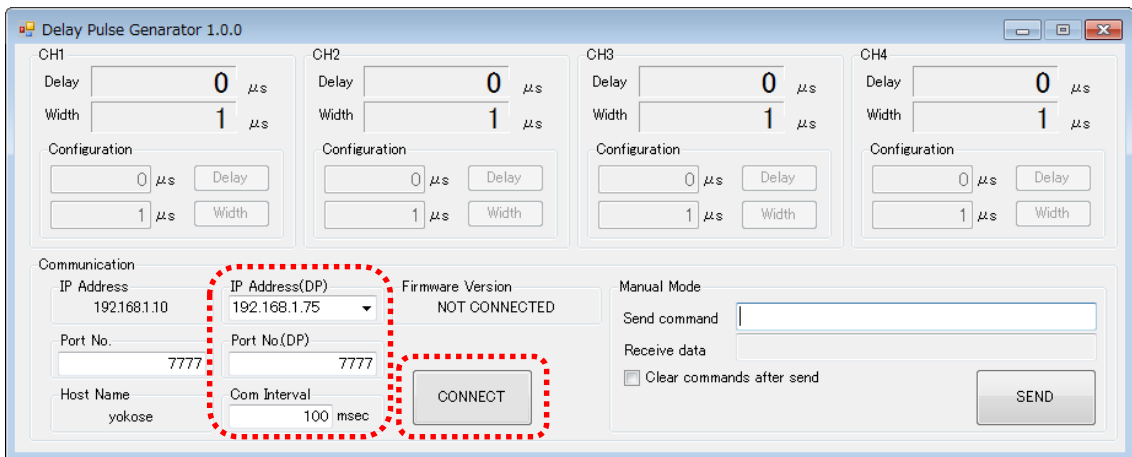 Delay Pulse Genarator 1.0.0
CH1
Delay 0 μs
Width 1 μs
Configuration
0 μs Delay
1 μs Width
CH2
Delay 0 μs
Width 1 μs
Configuration
0 μs Delay
1 μs Width
CH3
Delay 0 μs
Width 1 μs
Configuration
0 μs Delay
1 μs Width
CH4
Delay 0 μs
Width 1 μs
Configuration
0 μs Delay
1 μs Width
Communication
IP Address
192.168.1.10
Port No.
7777
Host Name
yokose
IP Address(DP)
192.168.1.75
Port No.(DP)
7777
Com Interval
100 msec
Firmware Version
NOT CONNECTED
CONNECT
Manual Mode
Send command
Receive data
Clear commands after send
SEND